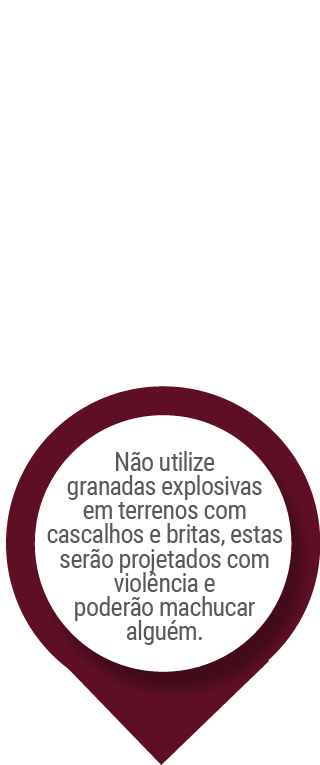 Não utilize
granadas explosivas
em terrenos com
cascalhos e britas, estas
serão projetados com
violência e
poderão machucar
alguém.